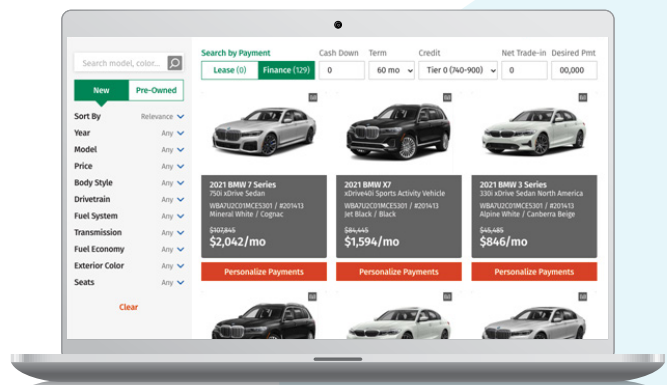 Search model, color...
New
Pre-Owned
Sort By Relevance
Year Any
Model Any
Price Any
Body Style Any
Drivetrain Any
Fuel System Any
Transmission Any
Fuel Economy Any
Exterior Color Any
Seats Any
Clear
Search by Payment Cash Down Term Credit Net Trade-in Desired Pmt
Lease (0) Finance (129) 0 60 mo Tier 0 (740-900) 0 00,000
2021 BMW 7 Series
750i xDrive Sedan
WBA7U2C01MCE5301 / #201413
Mineral White / Cognac
$107,845
$2,042/mo
Personalize Payments
2021 BMW X7
xDrive40i Sports Activity Vehicle
WBA7U2C01MCE5301 / #201413
Jet Black / Black
$84,445
$1,594/mo
Personalize Payments
2021 BMW 3 Series
330i xDrive Sedan North America
WBA7U2C01MCE5301 / #201413
Alpine White / Canberra Beige
$45,485
$846/mo
Personalize Payments